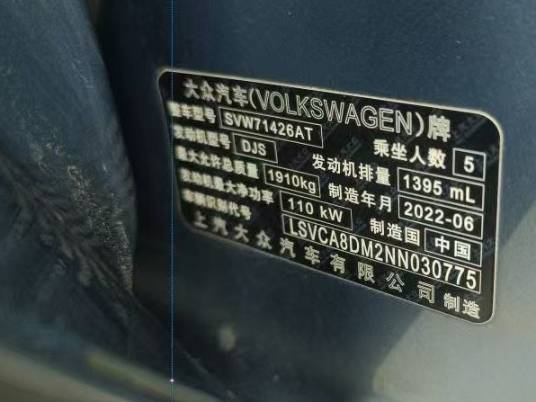 大众汽车(VOLKSWAGEN)牌
整车型号 SVW71426AT 乘坐人数 5
发动机型号 DJS 发动机排量 1395 mL
最大允许总质量 1910kg 制造年月 2022-06
发动机最大净功率 110 kW 制造国 中国
车辆识别代号 LSVCA8DM2NN030775
上汽大众汽车有限公司 制造